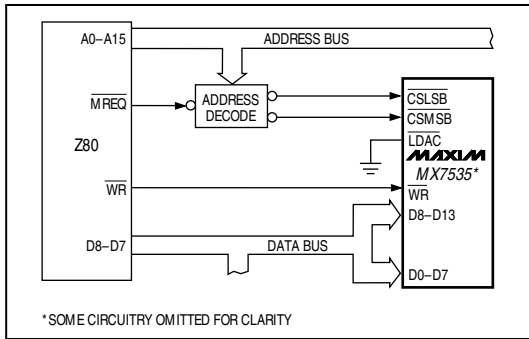 A0–A15
ADDRESS BUS
MREQ
ADDRESS
DECODE
CSLSB
CSMSB
LDAC
MAXIM
MX7535*
Z80
WR
WR
D8–D13
D8–D7
DATA BUS
D0–D7
*SOME CIRCUITRY OMITTED FOR CLARITY